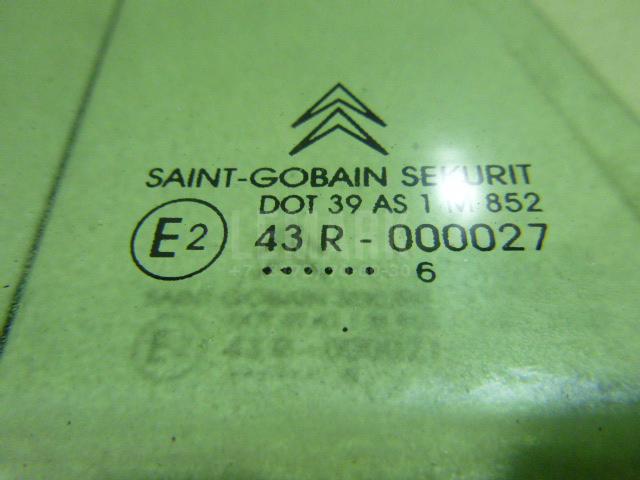 SAINT-GOBAIN SEKURIT
DOT 39 AS 1 M 852
E2 43 R - 000027
....... 6